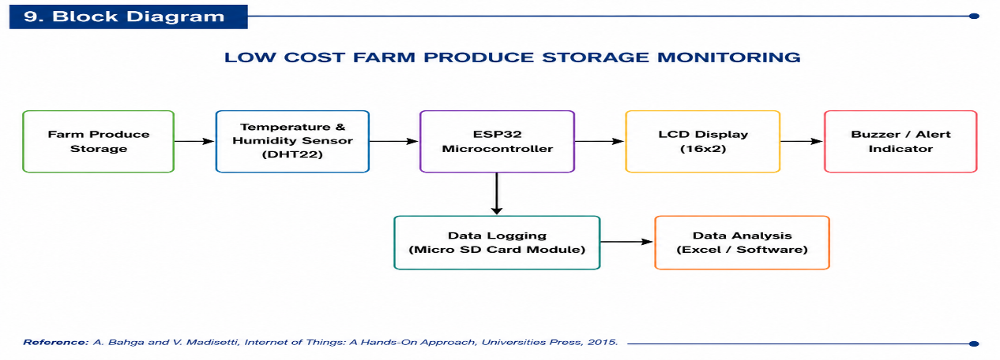 9. Block Diagram
LOW COST FARM PRODUCE STORAGE MONITORING
Farm Produce
Storage
Temperature &
Humidity Sensor
(DHT22)
ESP32
Microcontroller
LCD Display
(16x2)
Buzzer / Alert
Indicator
Data Logging
(Micro SD Card Module)
Data Analysis
(Excel / Software)
Reference: A. Bahga and V. Madisetti, Internet of Things: A Hands-On Approach, Universities Press, 2015.